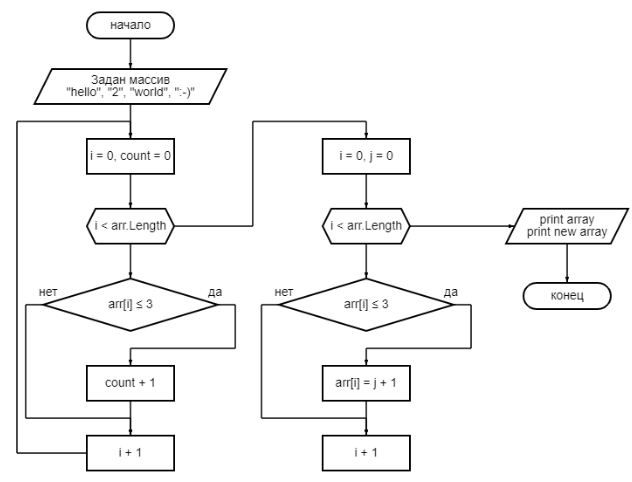 начало
Задан массив
"hello", "2", "world", ":-)"
i = 0, count = 0
i < arr.Length
нет
да
arr[i] ≤ 3
count + 1
i + 1
i = 0, j = 0
i < arr.Length
нет
да
arr[i] ≤ 3
arr[i] = j + 1
i + 1
print array
print new array
конец